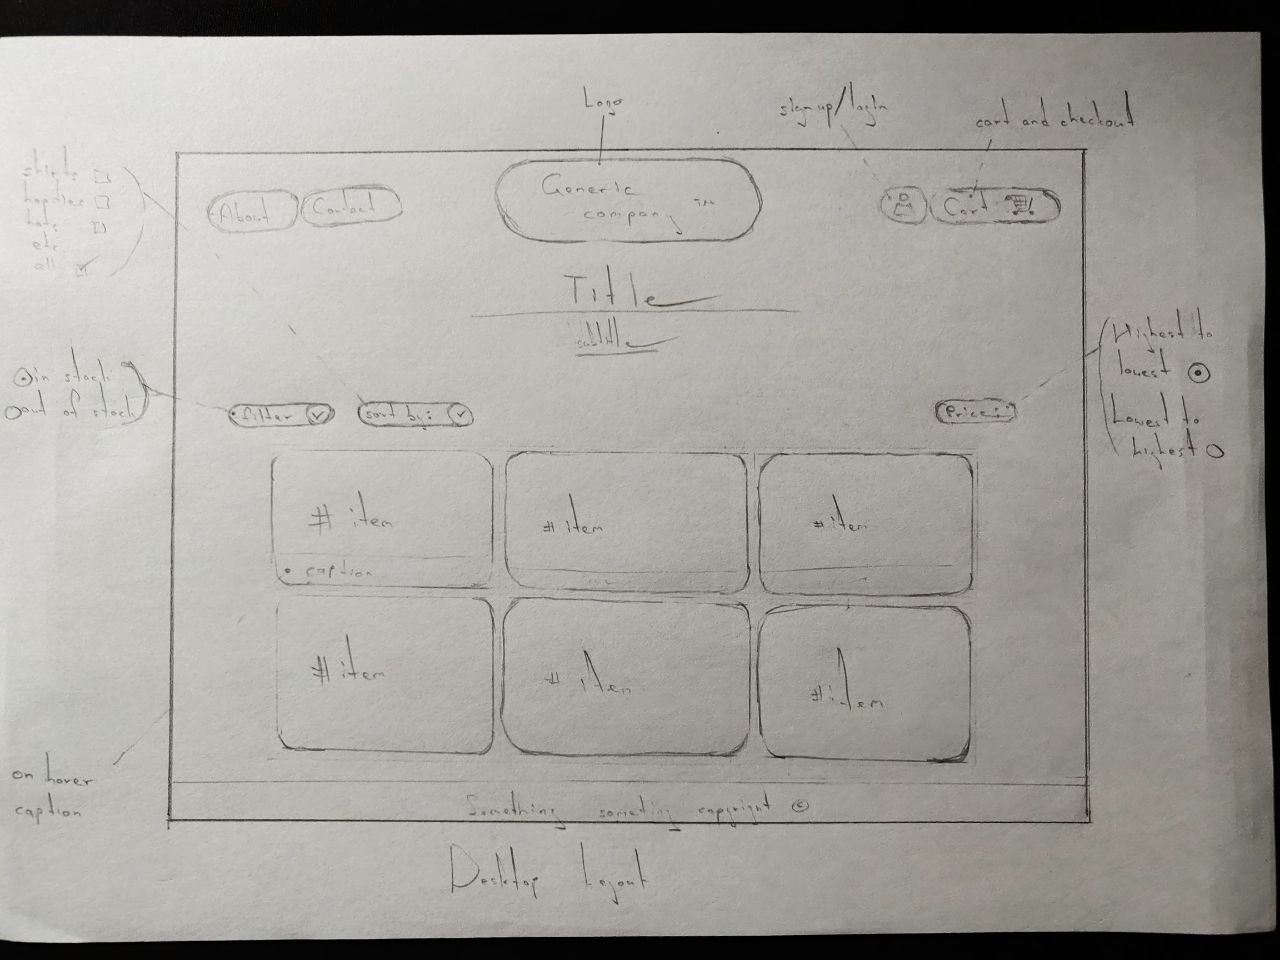 Logo
sign up/login
cart and checkout
shirts
hoodies
hats
etc.
all
About
Contact
Generic
company ™
Cart
Title
subtitle
Highest to
lowest
Lowest to
highest
in stock
out of stock
filter
sort by:
Price:
# item
# item
# item
caption
# item
# item
# item
on hover
caption
Something someting copyright ©
Desktop Layout